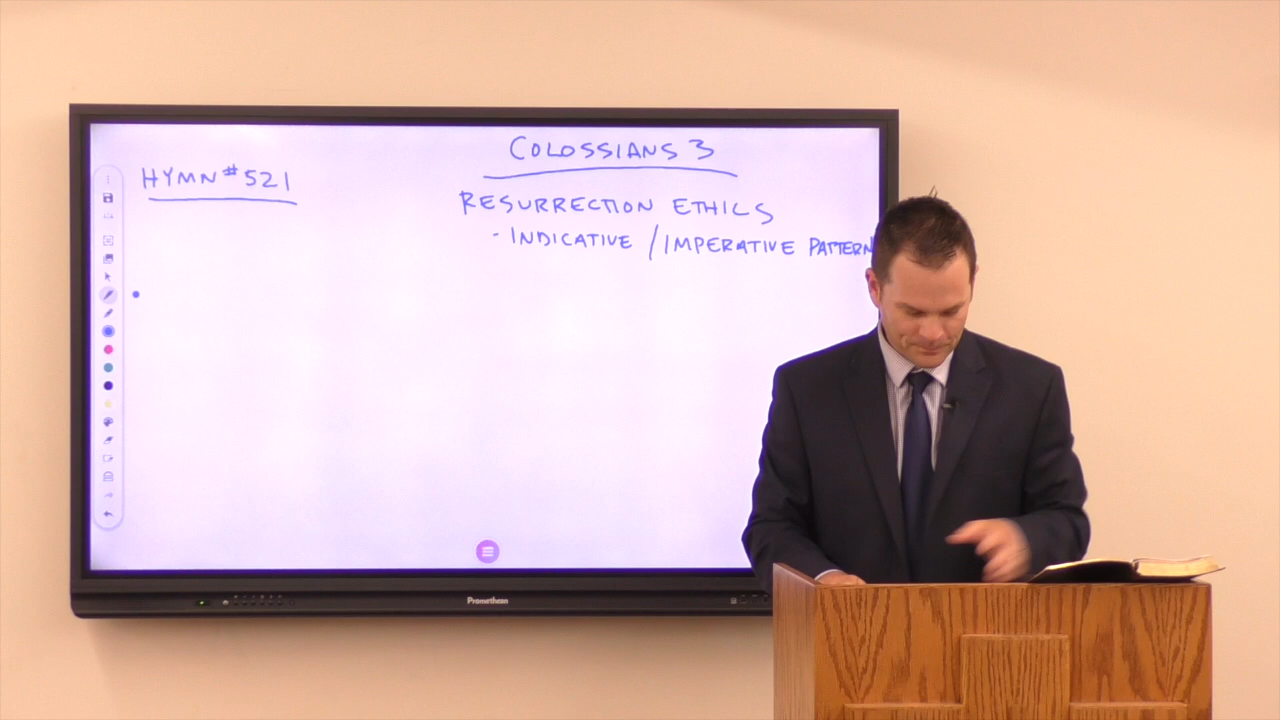 COLOSSIANS 3
HYMN #521
RESURRECTION ETHICS
- INDICATIVE / IMPERATIVE PATTERN
Promethean